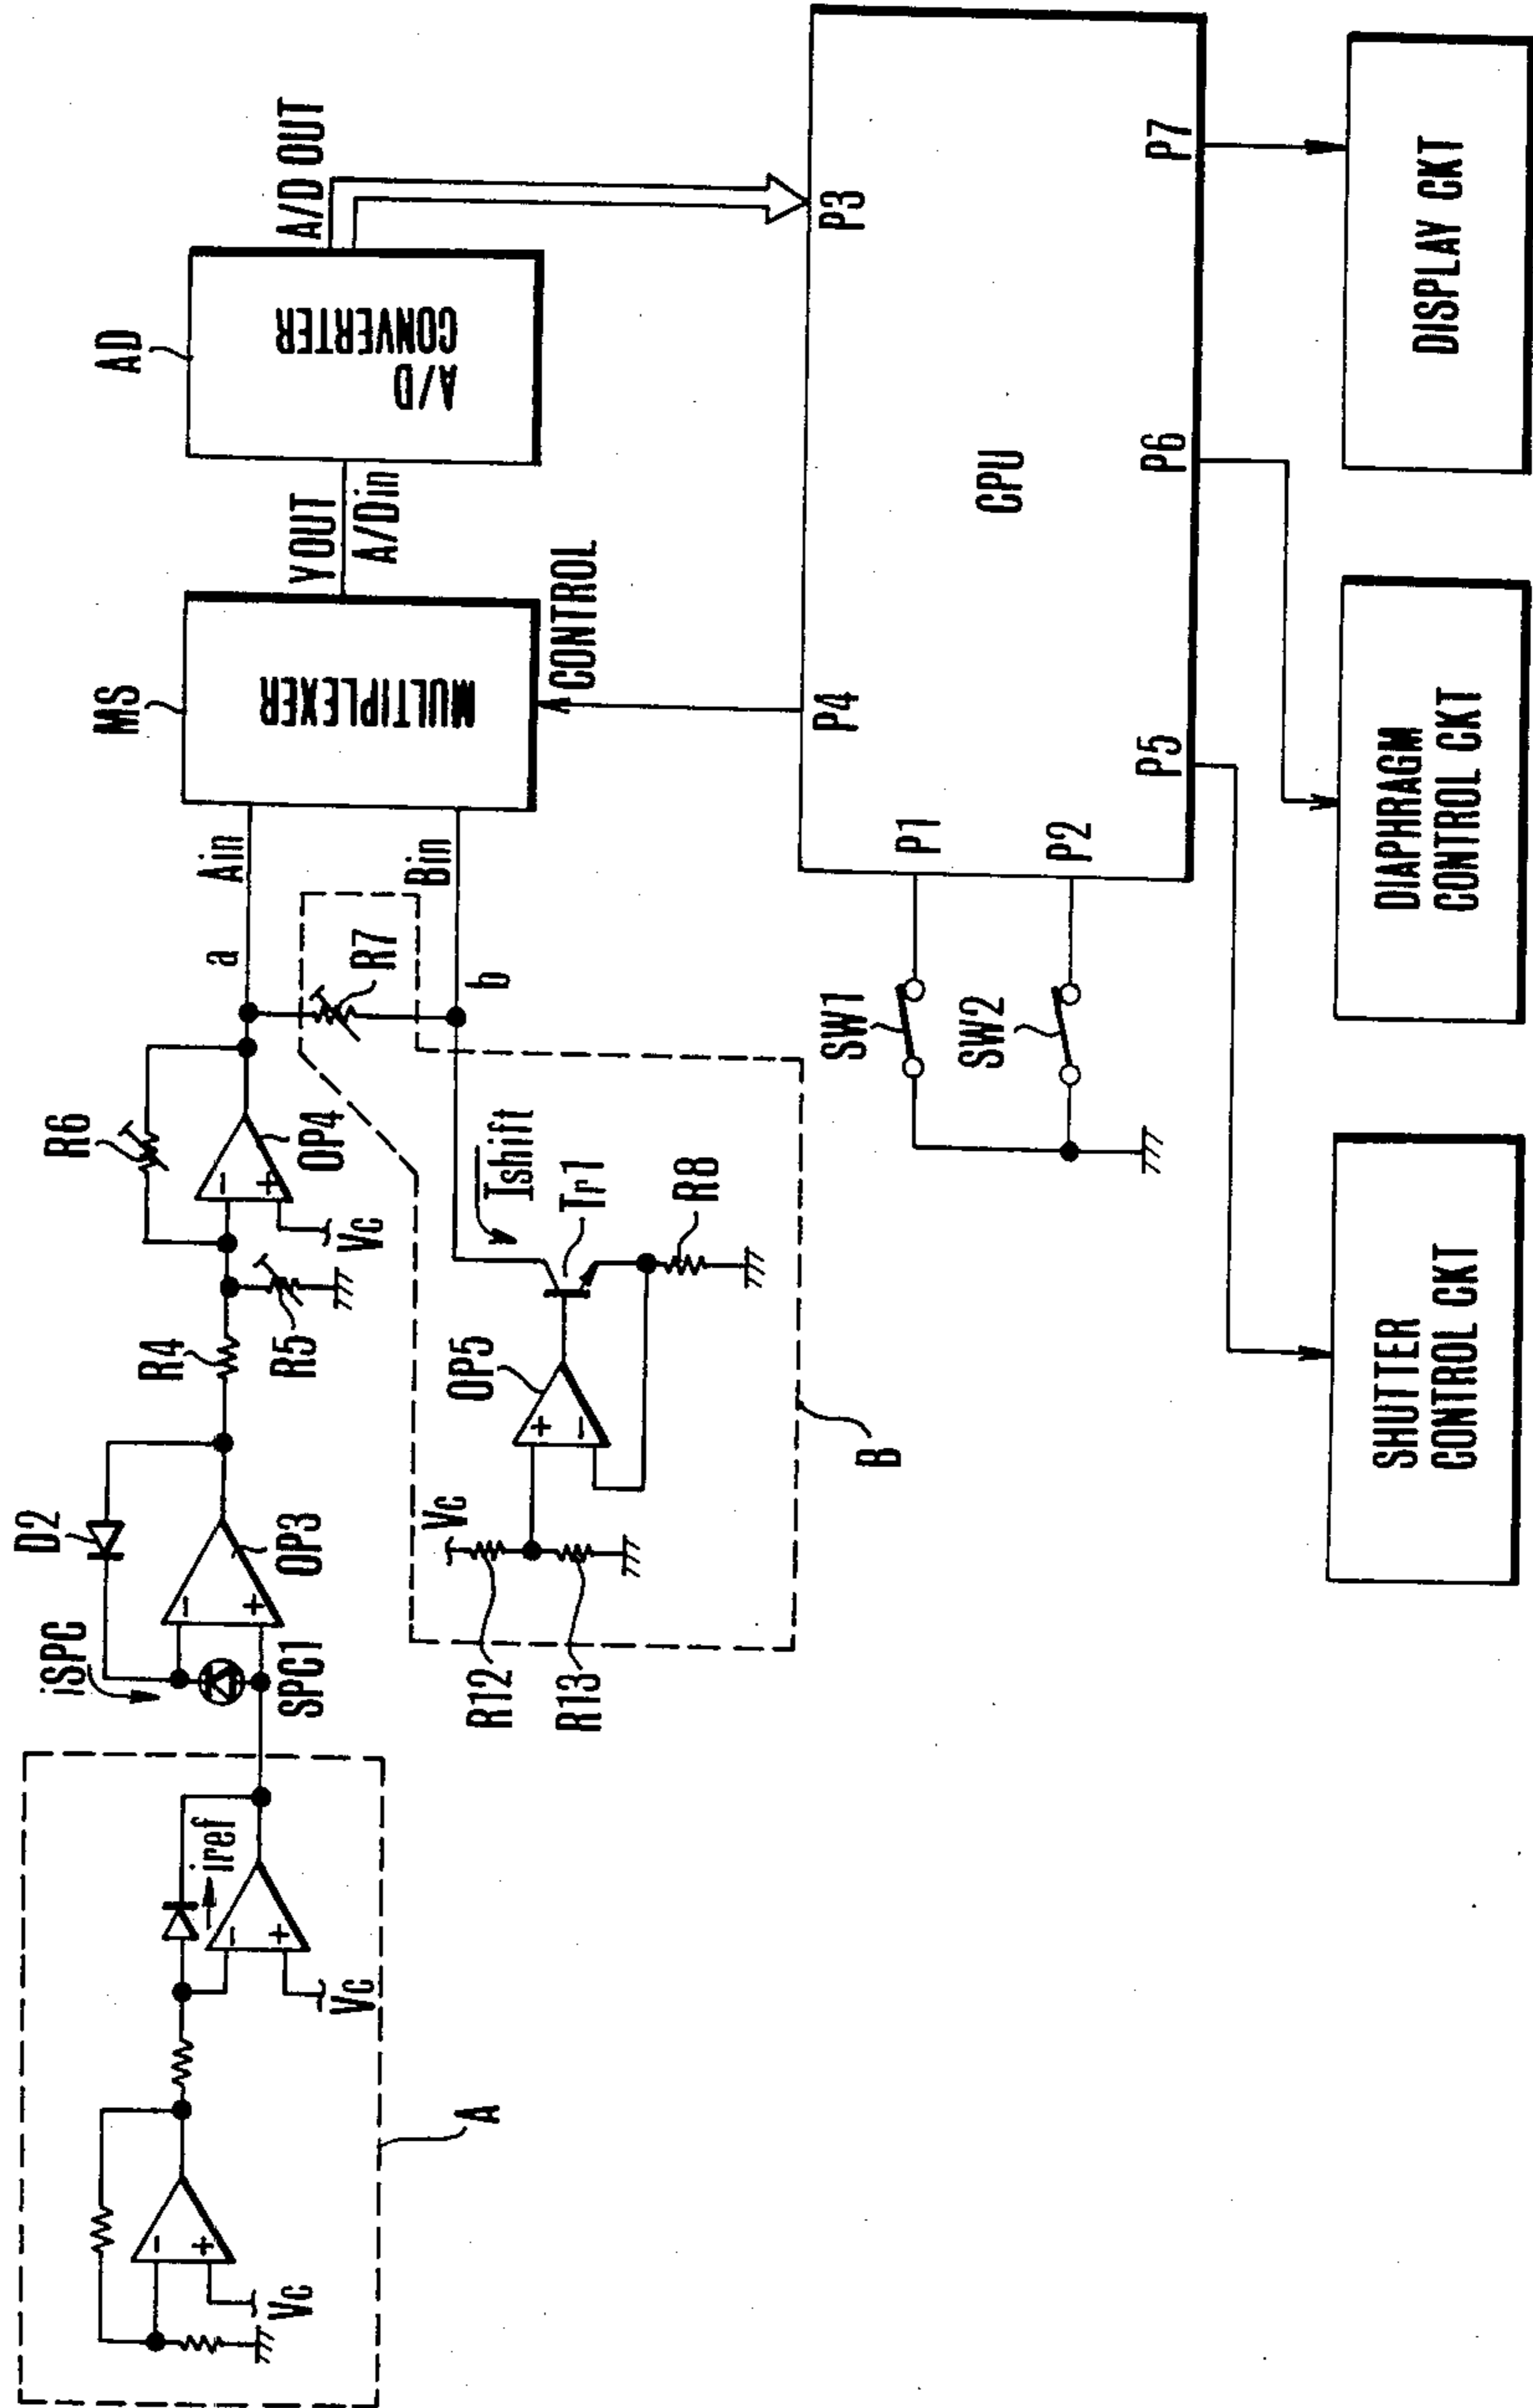 A
Vc
Vc
iref
iSPC
D2
SPC1
OP3
R4
R5
R6
Vc
OP4
a
Ain
R7
b
Bin
B
Vc
R12
R13
OP5
Ishift
Tr1
R8
MS
MULTIPLEXER
Y OUT
A/Din
AD
A/D
CONVERTER
A/D OUT
CONTROL
SW1
SW2
P1
P2
P4
P3
CPU
P5
P6
P7
SHUTTER
CONTROL CKT
DIAPHRAGM
CONTROL CKT
DISPLAY CKT